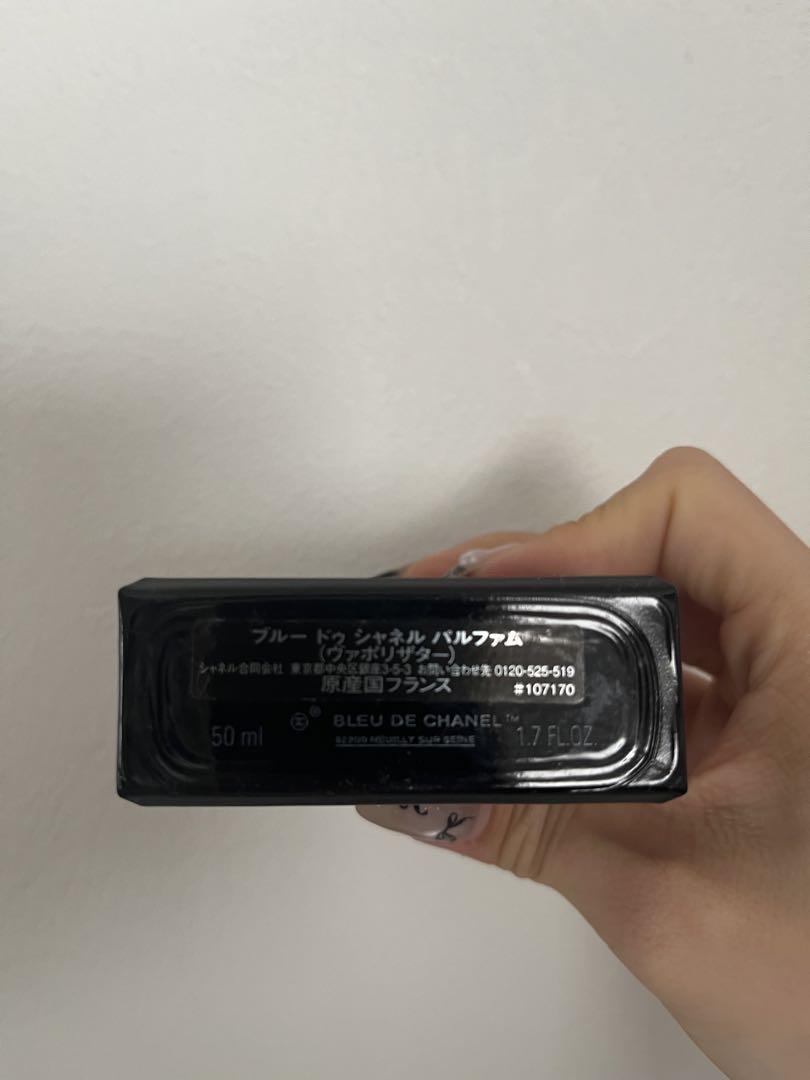 ブルー ドゥ シャネル パルファム
(ヴァポリザター)
シャネル合同会社 東京都中央区銀座3-5-3 お問い合わせ先 0120-525-519
原産国フランス #107170
50 ml BLEU DE CHANEL™ 1.7 FL.OZ.
92200 NEUILLY SUR SEINE